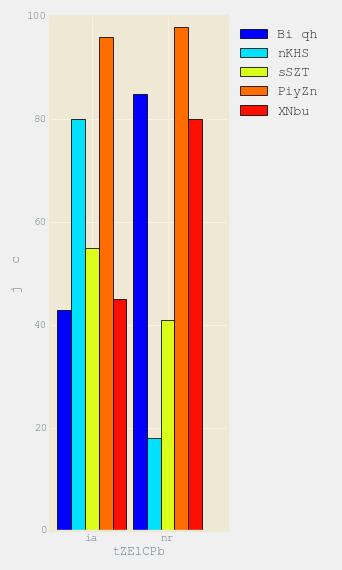 100
80
60
40
20
0
j c
ia nr
tZElCPb
Bi qh
nKHS
sSZT
PiyZn
XNbu